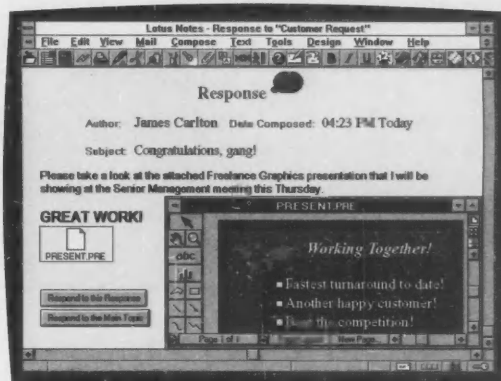 Lotus Notes - Response to "Customer Request"
File Edit View Mail Compose Text Tools Design Window Help
Response
Author: James Carlton Date Composed: 04:23 PM Today
Subject: Congratulations, gang!
Please take a look at the attached Freelance Graphics presentation that I will be
showing at the Senior Management meeting this Thursday.
GREAT WORK!
PRESENT.PRE
Respond to this Response
Respond to the Main Topic
PRESENT.PRE
abc
Working Together!
Fastest turnaround to date!
Another happy customer!
Beat the competition!
Page 1 of 1 New Page...